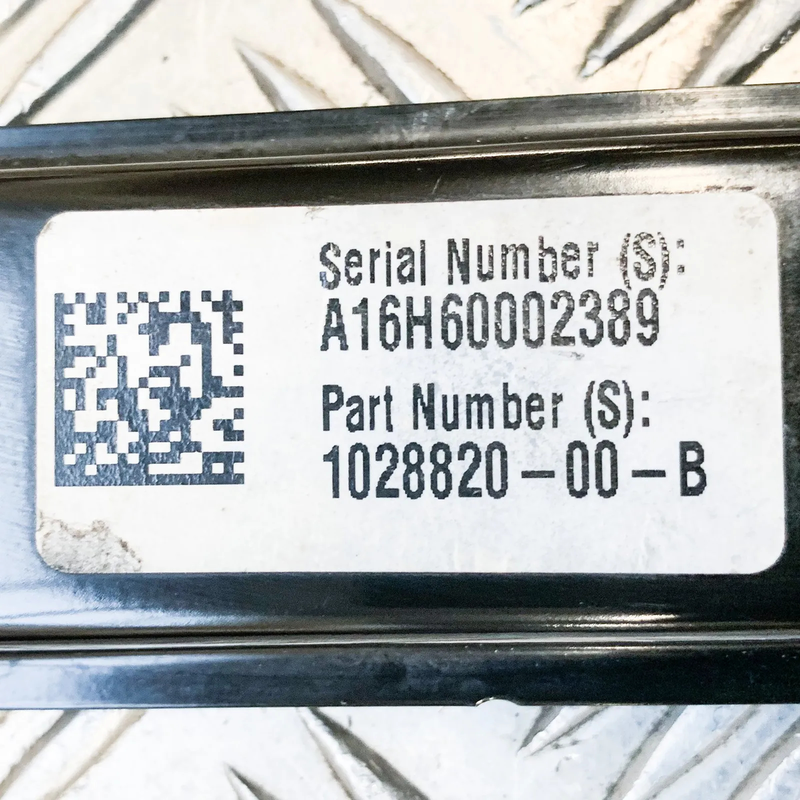 Serial Number (S):
A16H60002389
Part Number (S):
1028820-00-B